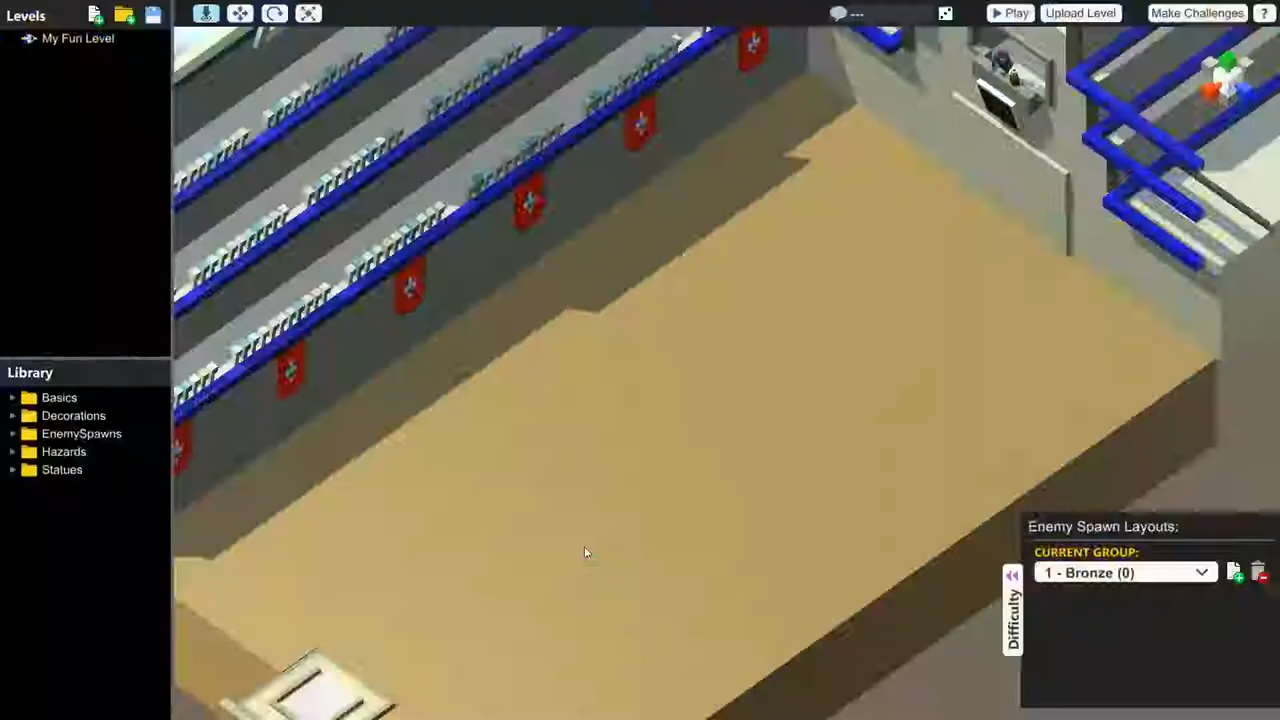 Levels
---
Play
Upload Level
Make Challenges
?
My Fun Level
Library
Basics
Decorations
EnemySpawns
Hazards
Statues
Enemy Spawn Layouts:
CURRENT GROUP:
1 - Bronze (0)
Difficulty